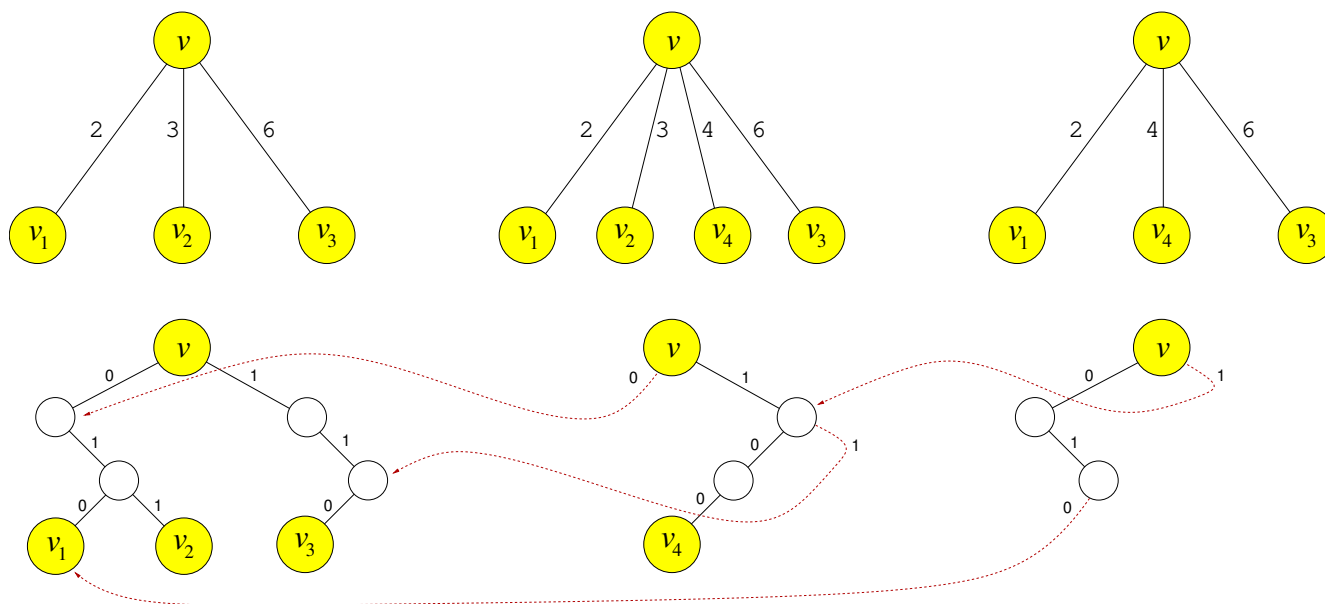 v v v
2 3 6 2 3 4 6 2 4 6
v1 v2 v3 v1 v2 v4 v3 v1 v4 v3
v v v
0 1 0 1 0 1
1 1 0 1 1
0 1 0 0 0
v1 v2 v3 v4